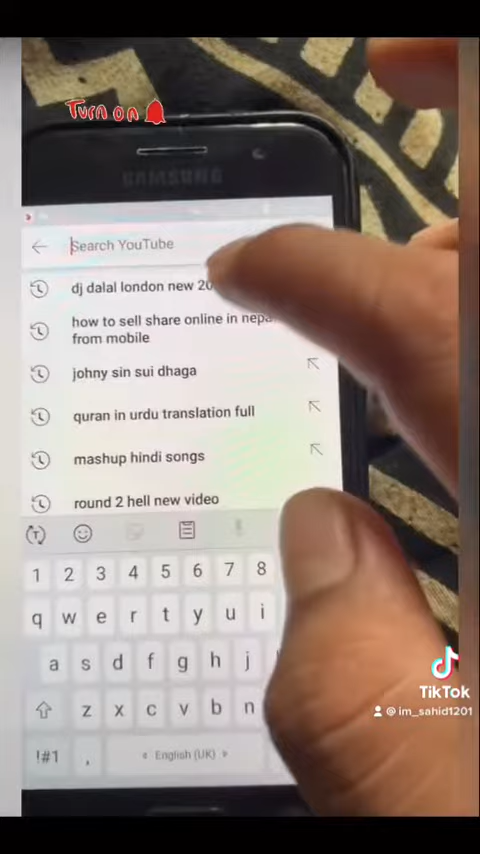 Turn on
SAMSUNG
Search YouTube
dj dalal london new 20
how to sell share online in nepa
from mobile
johny sin sui dhaga
quran in urdu translation full
mashup hindi songs
round 2 hell new video
1 2 3 4 5 6 7 8
q w e r t y u i
a s d f g h j
z x c v b n
!#1 , English (UK)
TikTok
@im_sahid1201